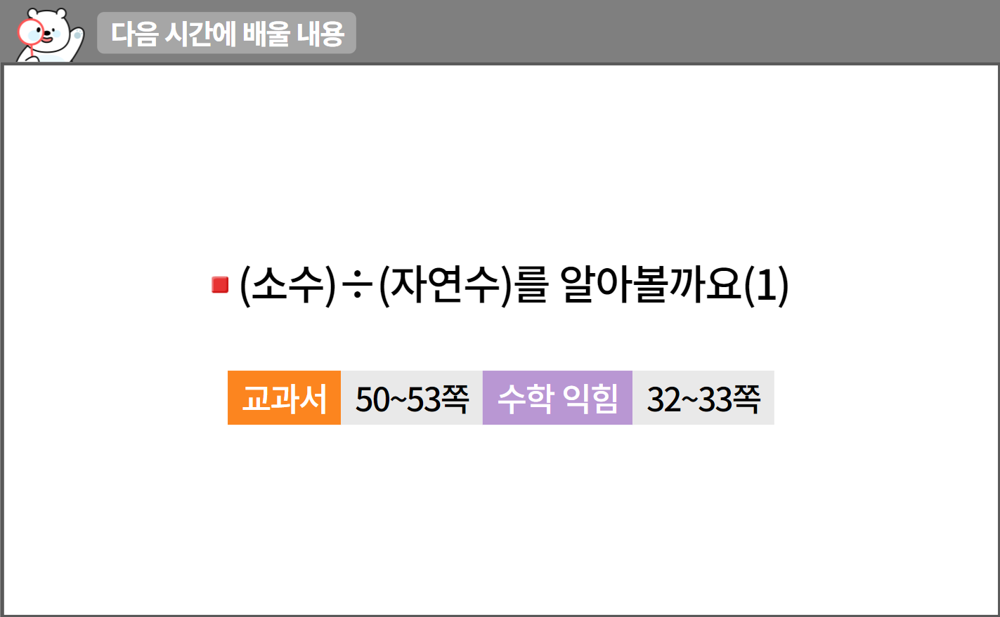 다음 시간에 배울 내용
(소수)÷(자연수)를 알아볼까요(1)
교과서 50~53쪽 수학 익힘 32~33쪽